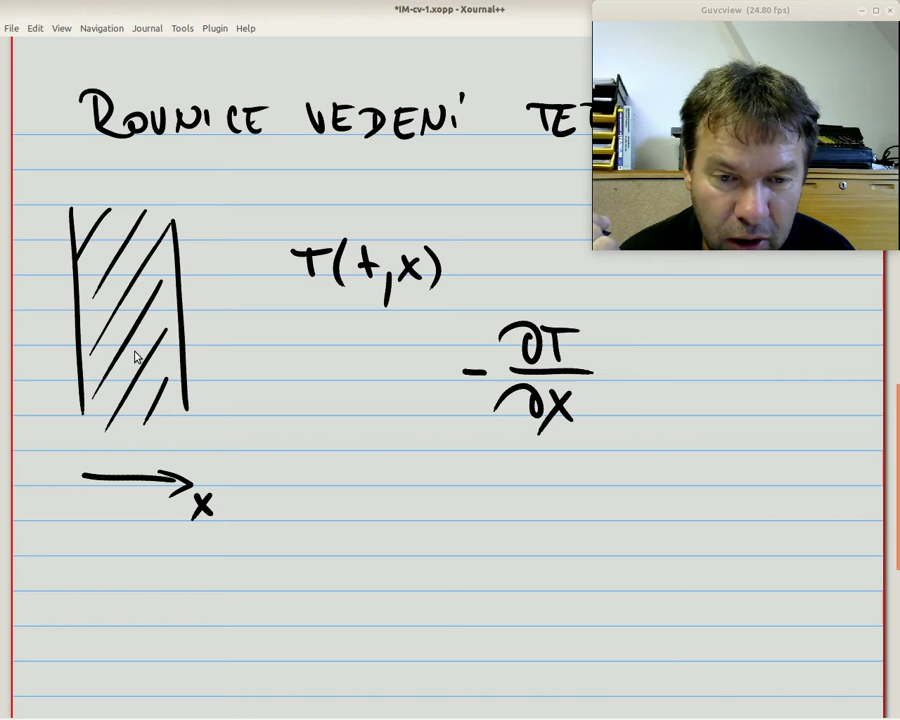 *IM-cv-1.xopp - Xournal++
Guvcview (24.80 fps)
File Edit View Navigation Journal Tools Plugin Help
ROVNICE VEDENÍ
T(t,x)
- ∂T
∂x
x